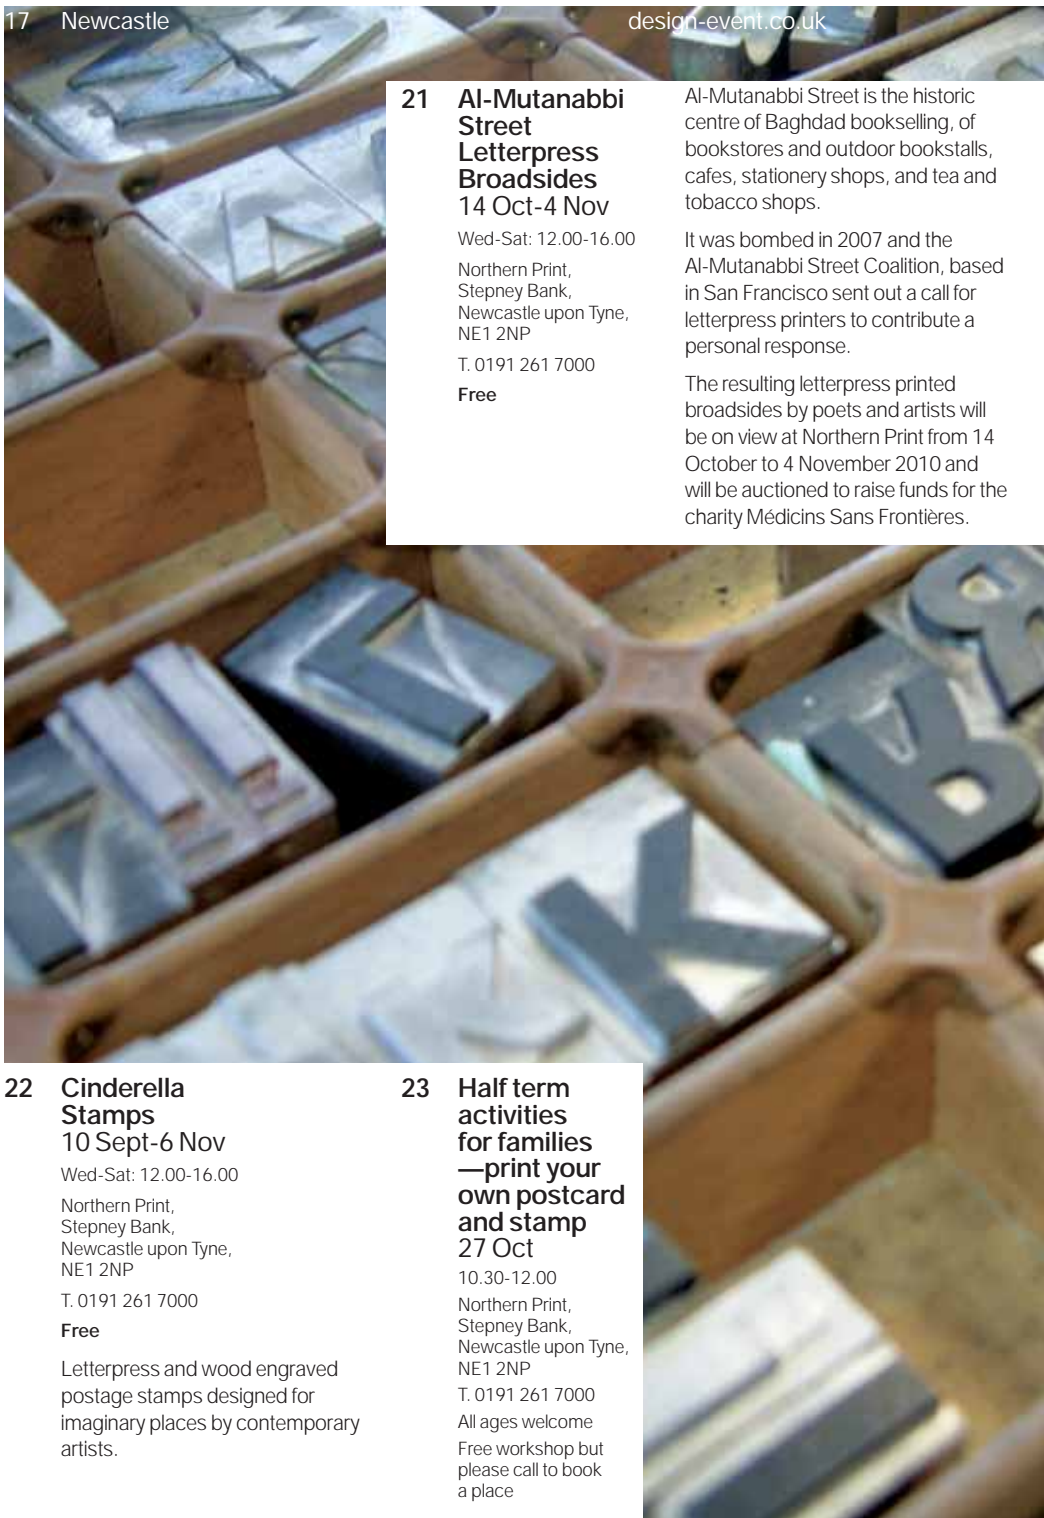 17 Newcastle
design-event.co.uk
21 Al-Mutanabbi
Street
Letterpress
Broadsides
14 Oct-4 Nov
Wed-Sat: 12.00-16.00
Northern Print,
Stepney Bank,
Newcastle upon Tyne,
NE1 2NP
T. 0191 261 7000
Free
Al-Mutanabbi Street is the historic
centre of Baghdad bookselling, of
bookstores and outdoor bookstalls,
cafes, stationery shops, and tea and
tobacco shops.
It was bombed in 2007 and the
Al-Mutanabbi Street Coalition, based
in San Francisco sent out a call for
letterpress printers to contribute a
personal response.
The resulting letterpress printed
broadsides by poets and artists will
be on view at Northern Print from 14
October to 4 November 2010 and
will be auctioned to raise funds for the
charity Médicins Sans Frontières.
K
R
R
22 Cinderella
Stamps
10 Sept-6 Nov
Wed-Sat: 12.00-16.00
Northern Print,
Stepney Bank,
Newcastle upon Tyne,
NE1 2NP
T. 0191 261 7000
Free
Letterpress and wood engraved
postage stamps designed for
imaginary places by contemporary
artists.
23 Half term
activities
for families
—print your
own postcard
and stamp
27 Oct
10.30-12.00
Northern Print,
Stepney Bank,
Newcastle upon Tyne,
NE1 2NP
T. 0191 261 7000
All ages welcome
Free workshop but
please call to book
a place